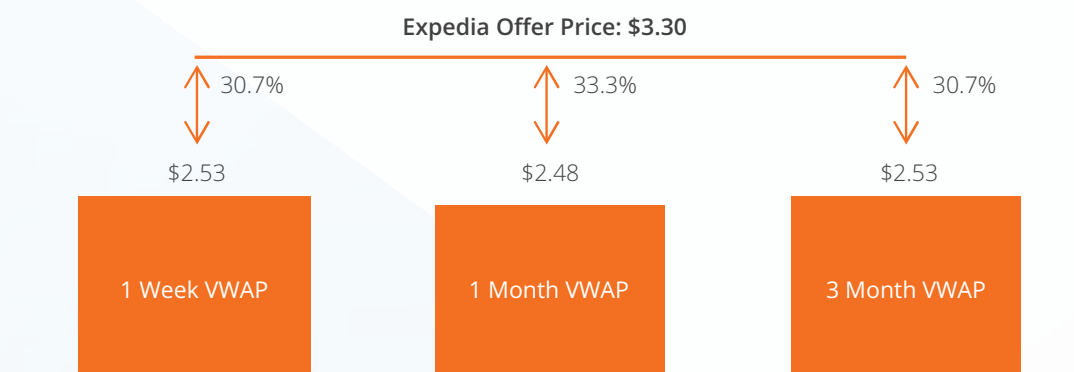 Expedia Offer Price: $3.30
30.7%
33.3%
30.7%
$2.53
$2.48
$2.53
1 Week VWAP
1 Month VWAP
3 Month VWAP